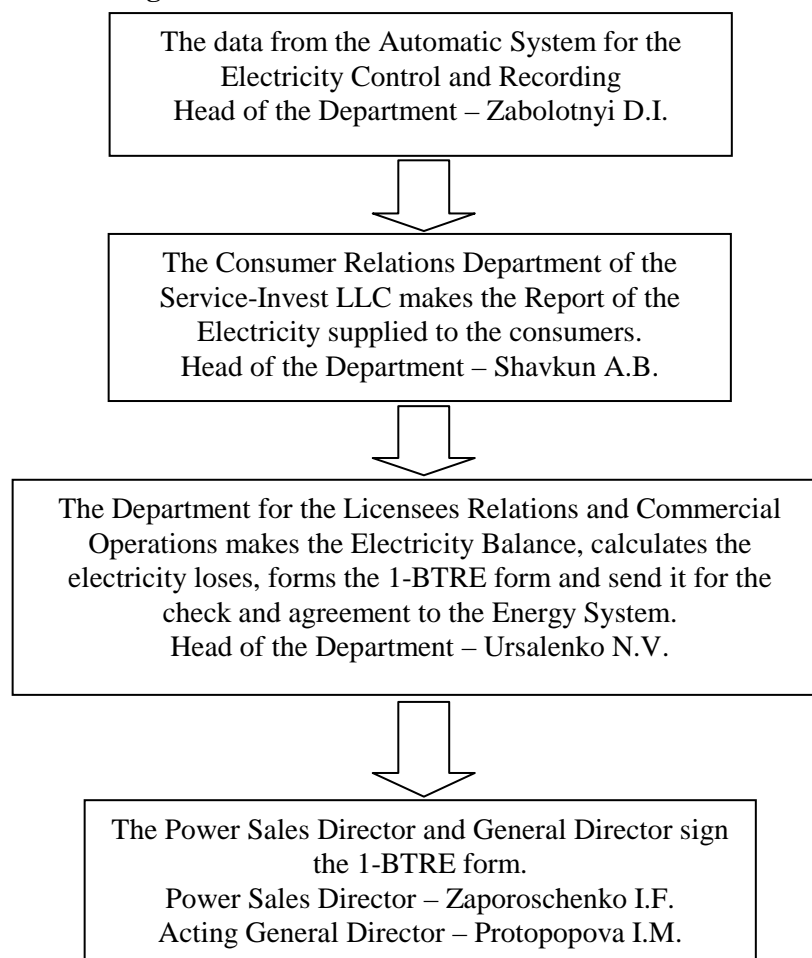 The data from the Automatic System for the
Electricity Control and Recording
Head of the Department – Zabolotnyi D.I.
The Consumer Relations Department of the
Service-Invest LLC makes the Report of the
Electricity supplied to the consumers.
Head of the Department – Shavkun A.B.
The Department for the Licensees Relations and Commercial
Operations makes the Electricity Balance, calculates the
electricity loses, forms the 1-BTRE form and send it for the
check and agreement to the Energy System.
Head of the Department – Ursalenko N.V.
The Power Sales Director and General Director sign
the 1-BTRE form.
Power Sales Director – Zaporoschenko I.F.
Acting General Director – Protopopova I.M.